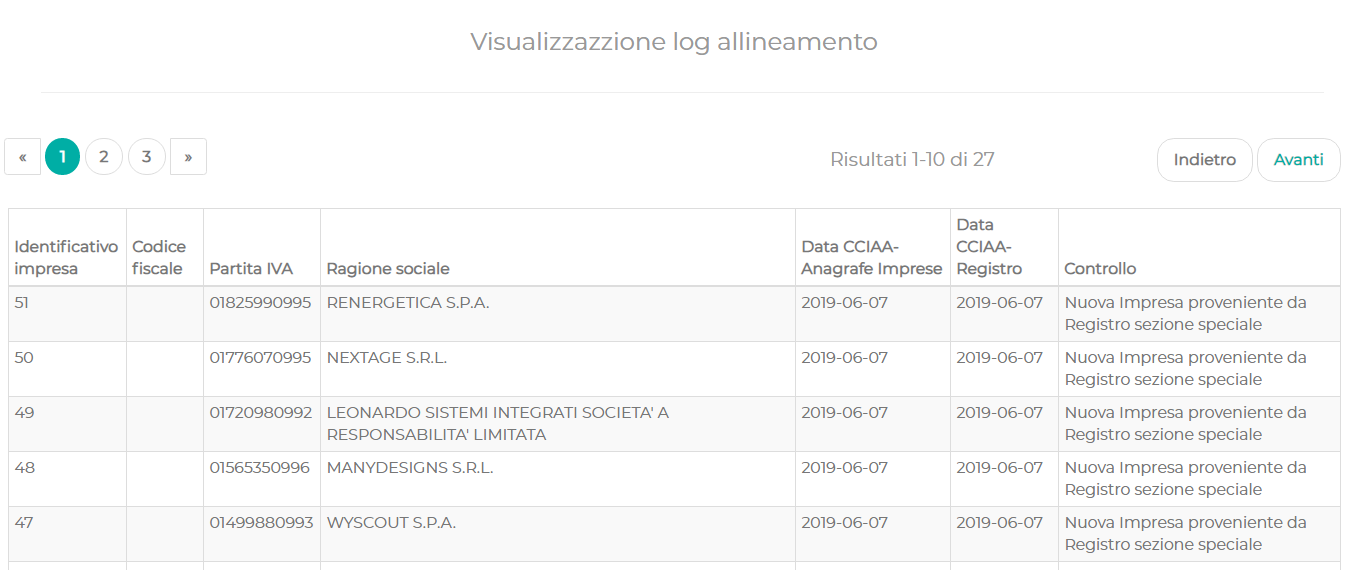 Visualizzazzione log allineamento
« 1 2 3 » Risultati 1-10 di 27 Indietro Avanti
Identificativo impresa Codice fiscale Partita IVA Ragione sociale Data CCIAA-Anagrafe Imprese Data CCIAA-Registro Controllo
51 01825990995 RENERGETICA S.P.A. 2019-06-07 2019-06-07 Nuova Impresa proveniente da
Registro sezione speciale
50 01776070995 NEXTAGE S.R.L. 2019-06-07 2019-06-07 Nuova Impresa proveniente da
Registro sezione speciale
49 01720980992 LEONARDO SISTEMI INTEGRATI SOCIETA' A 2019-06-07 2019-06-07 Nuova Impresa proveniente da
RESPONSABILITA' LIMITATA Registro sezione speciale
48 01565350996 MANYDESIGNS S.R.L. 2019-06-07 2019-06-07 Nuova Impresa proveniente da
Registro sezione speciale
47 01499880993 WYSCOUT S.P.A. 2019-06-07 2019-06-07 Nuova Impresa proveniente da
Registro sezione speciale